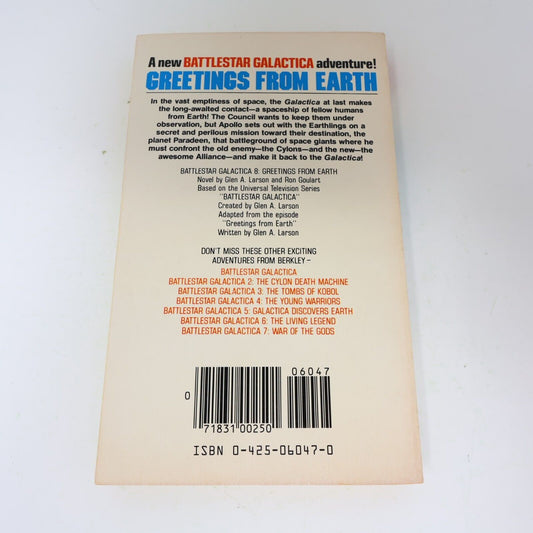 A new BATTLESTAR GALACTICA adventure!
GREETINGS FROM EARTH
In the vast emptiness of space, the Galactica at last makes
the long-awaited contact—a spaceship of fellow humans
from Earth! The Council wants to keep them under
observation, but Apollo sets out with the Earthlings on a
secret and perilous mission toward their destination, the
planet Paradeen, that battleground of space giants where he
must confront the old enemy—the Cylons—and the new—the
awesome Alliance—and make it back to the Galactica!
BATTLESTAR GALACTICA 8: GREETINGS FROM EARTH
Novel by Glen A. Larson and Ron Goulart
Based on the Universal Television Series
"BATTLESTAR GALACTICA"
Created by Glen A. Larson
Adapted from the episode
"Greetings from Earth"
Written by Glen A. Larson
DON'T MISS THESE OTHER EXCITING
ADVENTURES FROM BERKLEY—
BATTLESTAR GALACTICA
BATTLESTAR GALACTICA 2: THE CYLON DEATH MACHINE
BATTLESTAR GALACTICA 3: THE TOMBS OF KOBOL
BATTLESTAR GALACTICA 4: THE YOUNG WARRIORS
BATTLESTAR GALACTICA 5: GALACTICA DISCOVERS EARTH
BATTLESTAR GALACTICA 6: THE LIVING LEGEND
BATTLESTAR GALACTICA 7: WAR OF THE GODS
06047
0
71831 00250
ISBN 0-425-06047-0